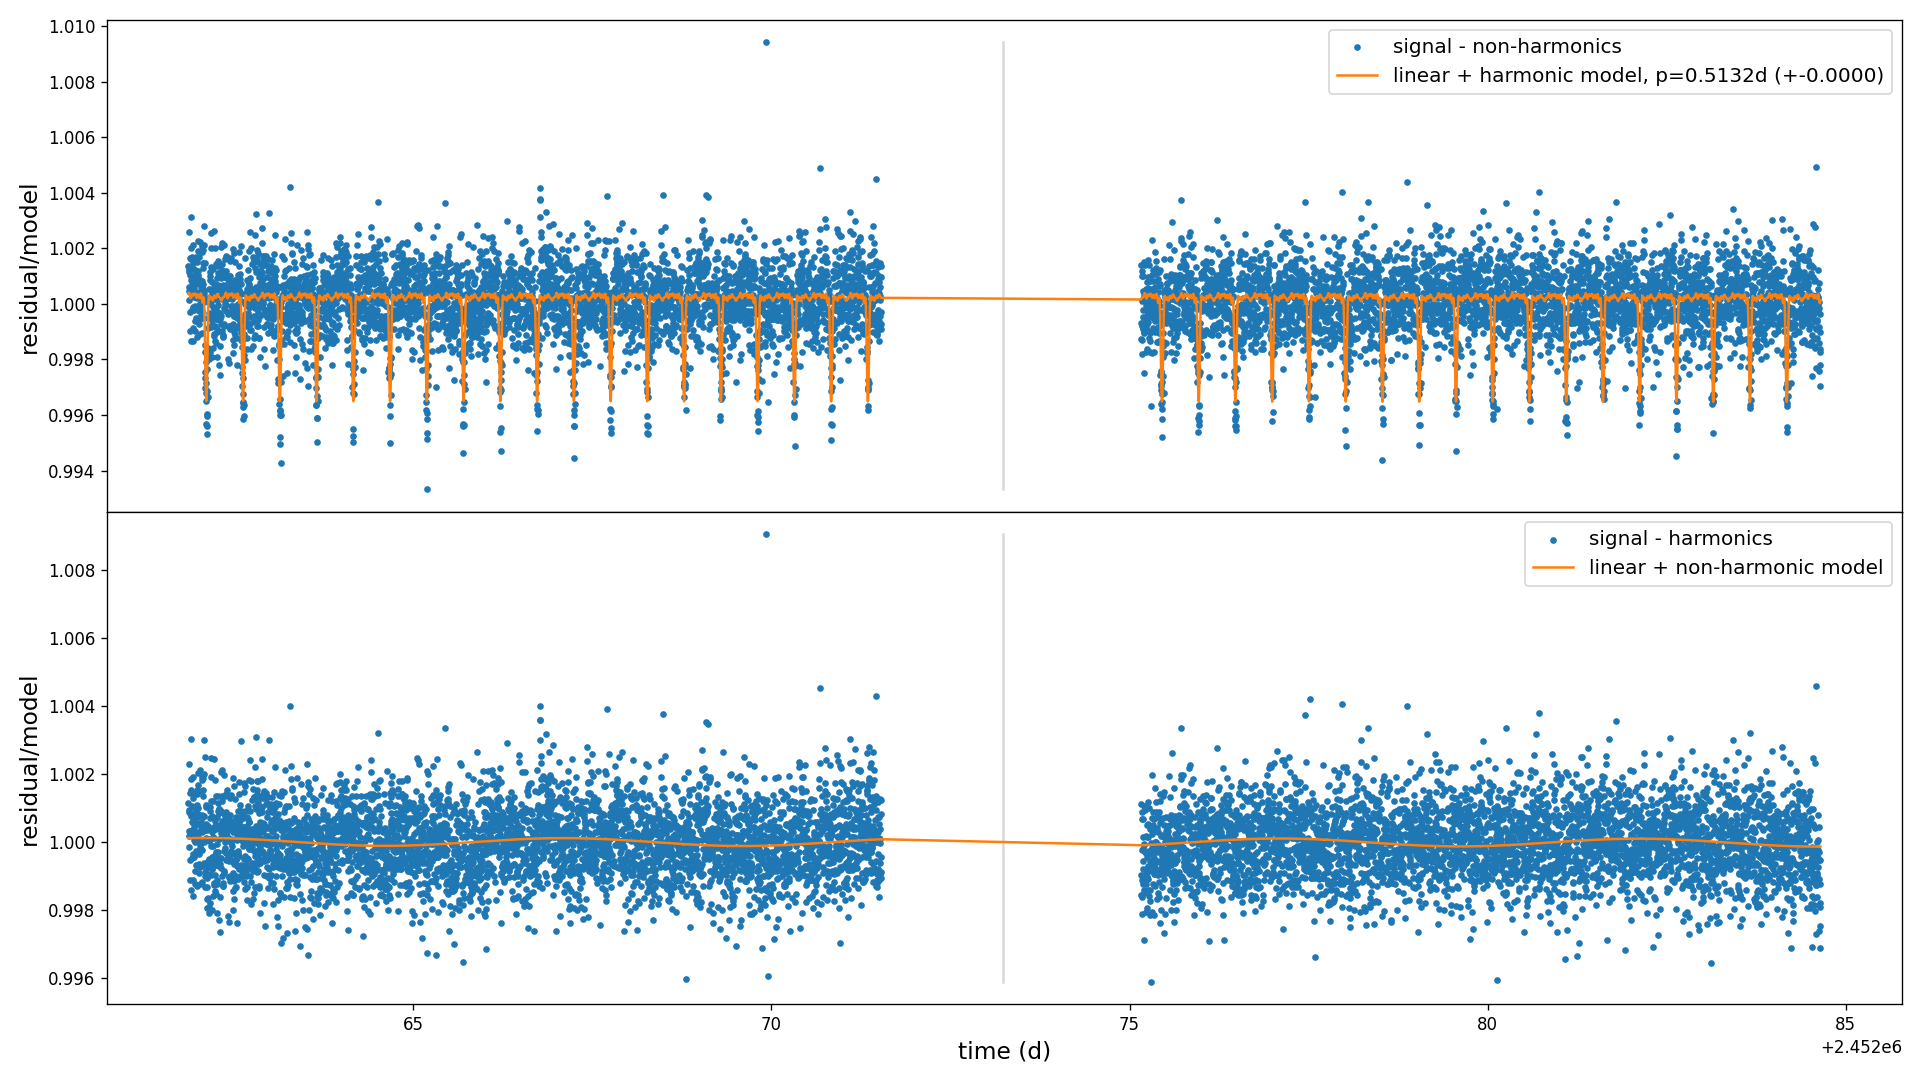 residual/model
1.010
1.008
1.006
1.004
1.002
1.000
0.998
0.996
0.994
signal - non-harmonics
linear + harmonic model, p=0.5132d (+-0.0000)
residual/model
1.008
1.006
1.004
1.002
1.000
0.998
0.996
signal - harmonics
linear + non-harmonic model
65 70 75 80 85
time (d)
+2.452e6